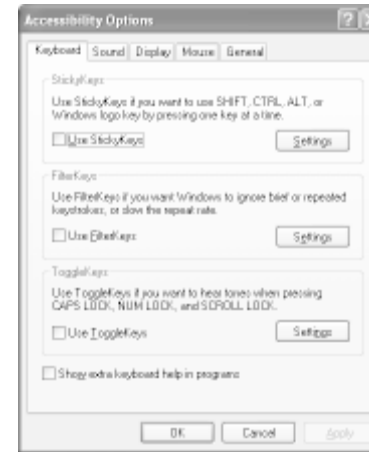 Accessibility Options
Keyboard Sound Display Mouse General
StickyKeys
Use StickyKeys if you want to use SHIFT, CTRL, ALT, or
Windows logo key by pressing one key at a time.
Use StickyKeys
Settings
FilterKeys
Use FilterKeys if you want Windows to ignore brief or repeated
keystrokes, or slow the repeat rate.
Use FilterKeys
Settings
ToggleKeys
Use ToggleKeys if you want to hear tones when pressing
CAPS LOCK, NUM LOCK, and SCROLL LOCK.
Use ToggleKeys
Settings
Show extra keyboard help in programs
OK Cancel Apply